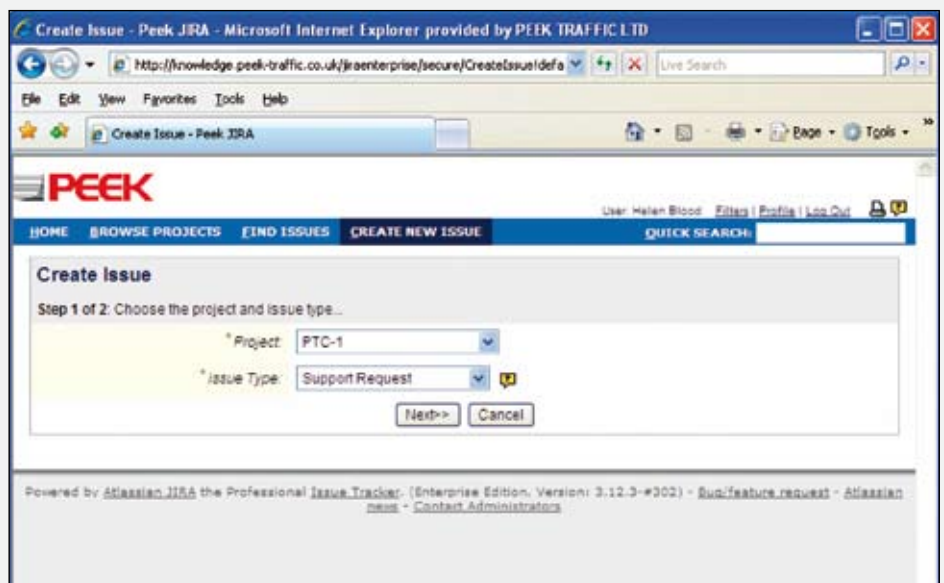 Create Issue - Peek JIRA - Microsoft Internet Explorer provided by PEEK TRAFFIC LTD
http://knowledge.peek-traffic.co.uk/jiraenterprise/secure/CreateIssue!defa
Live Search
File Edit View Favorites Tools Help
Create Issue - Peek JIRA
Page Tools
PEEK
User: Helen Blood Filters | Profile | Log Out
HOME BROWSE PROJECTS FIND ISSUES CREATE NEW ISSUE QUICK SEARCH:
Create Issue
Step 1 of 2: Choose the project and issue type...
* Project: PTC-1
* Issue Type: Support Request
Next>> Cancel
Powered by Atlassian JIRA the Professional Issue Tracker. (Enterprise Edition, Version: 3.12.3-#302) - Bug/feature request - Atlassian
news - Contact Administrators